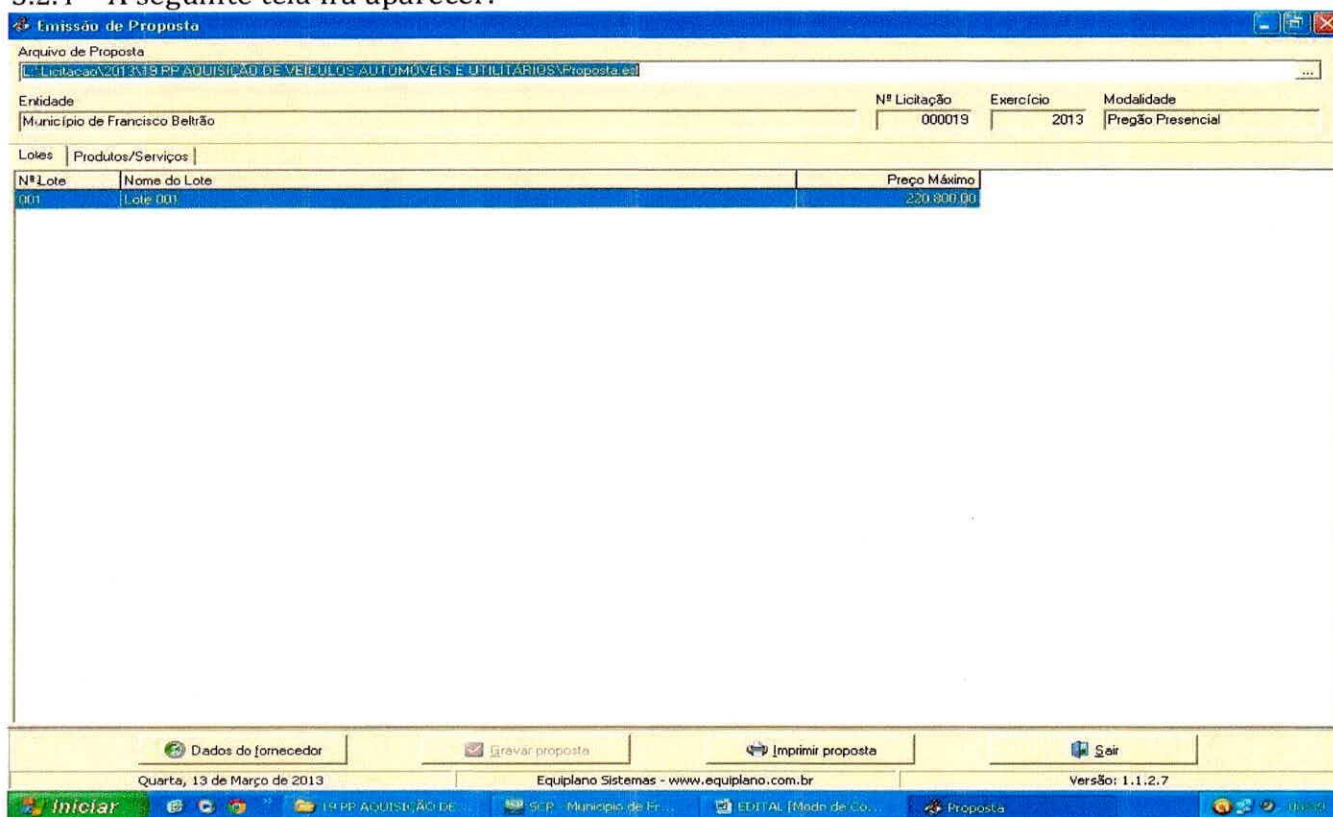 3.2.1 – A seguinte tela irá aparecer:
Emissão de Proposta
Arquivo de Proposta
L:\Licitacao\2013\19 PP AQUISIÇÃO DE VEÍCULOS AUTOMÓVEIS E UTILITÁRIOS\Proposta.esl
...
Entidade Nº Licitação Exercício Modalidade
Município de Francisco Beltrão 000019 2013 Pregão Presencial
Lotes Produtos/Serviços
Nº Lote Nome do Lote Preço Máximo
001 Lote 001 220.800,00
Dados do fornecedor Gravar proposta Imprimir proposta Sair
Quarta, 13 de Março de 2013 Equiplano Sistemas - www.equiplano.com.br Versão: 1.1.2.7
Iniciar 19 PP AQUISIÇÃO DE ... SCP - Município de Fr... EDITAL [Modo de Co... Proposta